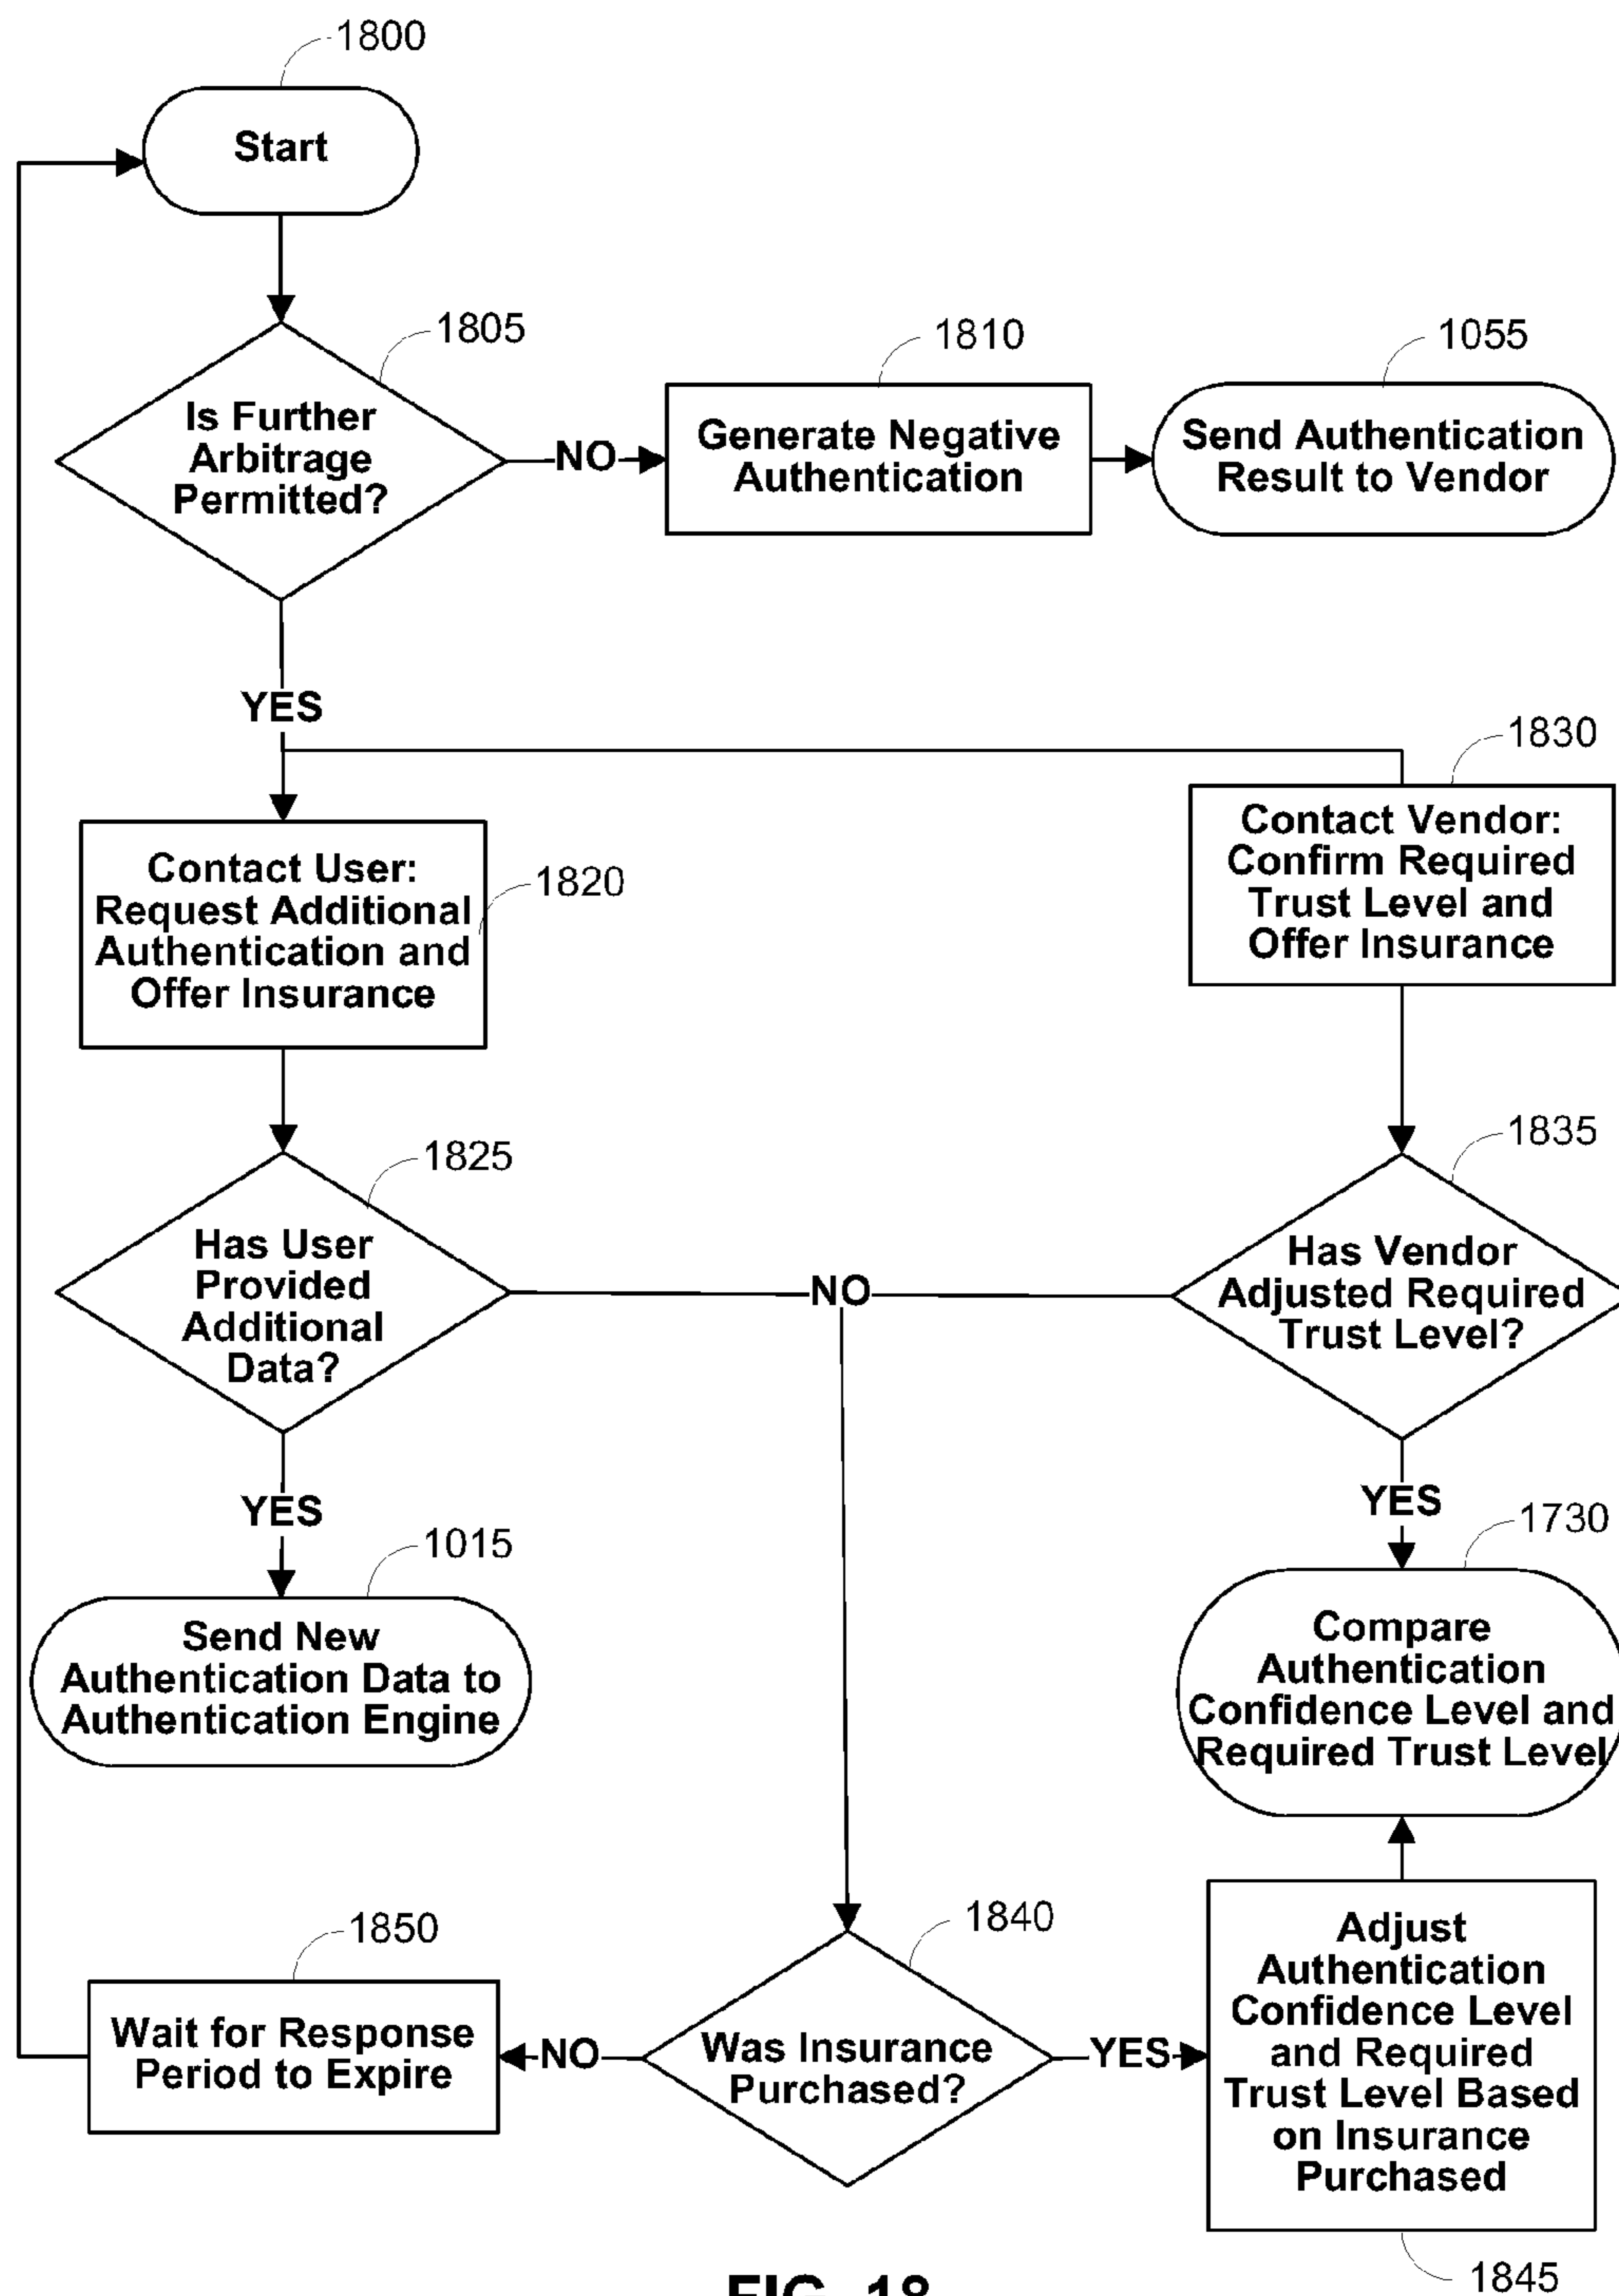 1800
Start
1805
Is Further
Arbitrage
Permitted?
NO
1810
Generate Negative
Authentication
1055
Send Authentication
Result to Vendor
YES
1830
Contact Vendor:
Confirm Required
Trust Level and
Offer Insurance
Contact User:
Request Additional
Authentication and
Offer Insurance
1820
1825
Has User
Provided
Additional
Data?
NO
1835
Has Vendor
Adjusted Required
Trust Level?
YES
1015
Send New
Authentication Data to
Authentication Engine
YES
1730
Compare
Authentication
Confidence Level and
Required Trust Level
1850
Wait for Response
Period to Expire
NO
1840
Was Insurance
Purchased?
YES
Adjust
Authentication
Confidence Level
and Required
Trust Level Based
on Insurance
Purchased
1845
FIG. 18